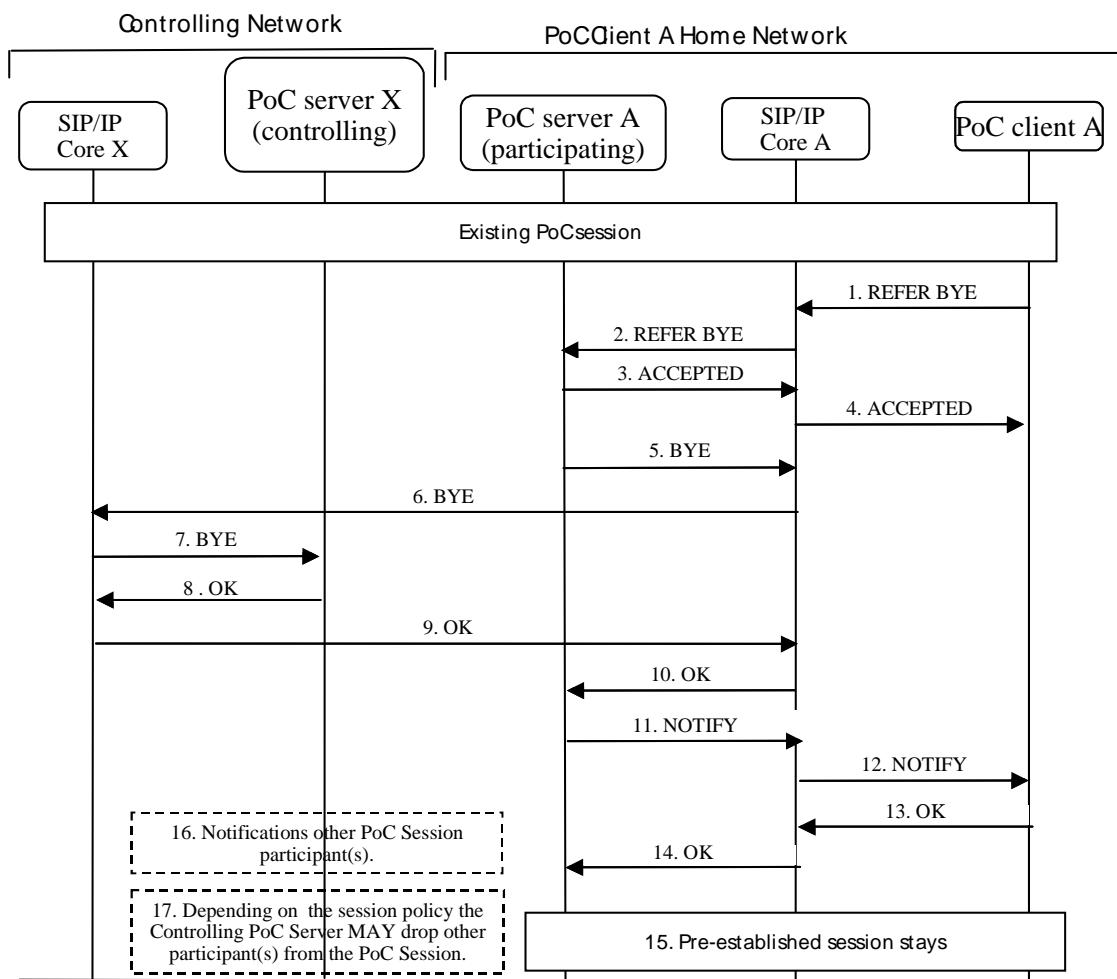 Controlling Network
PoCClient A Home Network
SIP/IP
Core X
PoC server X
(controlling)
PoC server A
(participating)
SIP/IP
Core A
PoC client A
Existing PoCsession
1. REFER BYE
2. REFER BYE
3. ACCEPTED
4. ACCEPTED
5. BYE
6. BYE
7. BYE
8 . OK
9. OK
10. OK
11. NOTIFY
12. NOTIFY
13. OK
14. OK
16. Notifications other PoC Session
participant(s).
17. Depending on the session policy the
Controlling PoC Server MAY drop other
participant(s) from the PoC Session.
15. Pre-established session stays